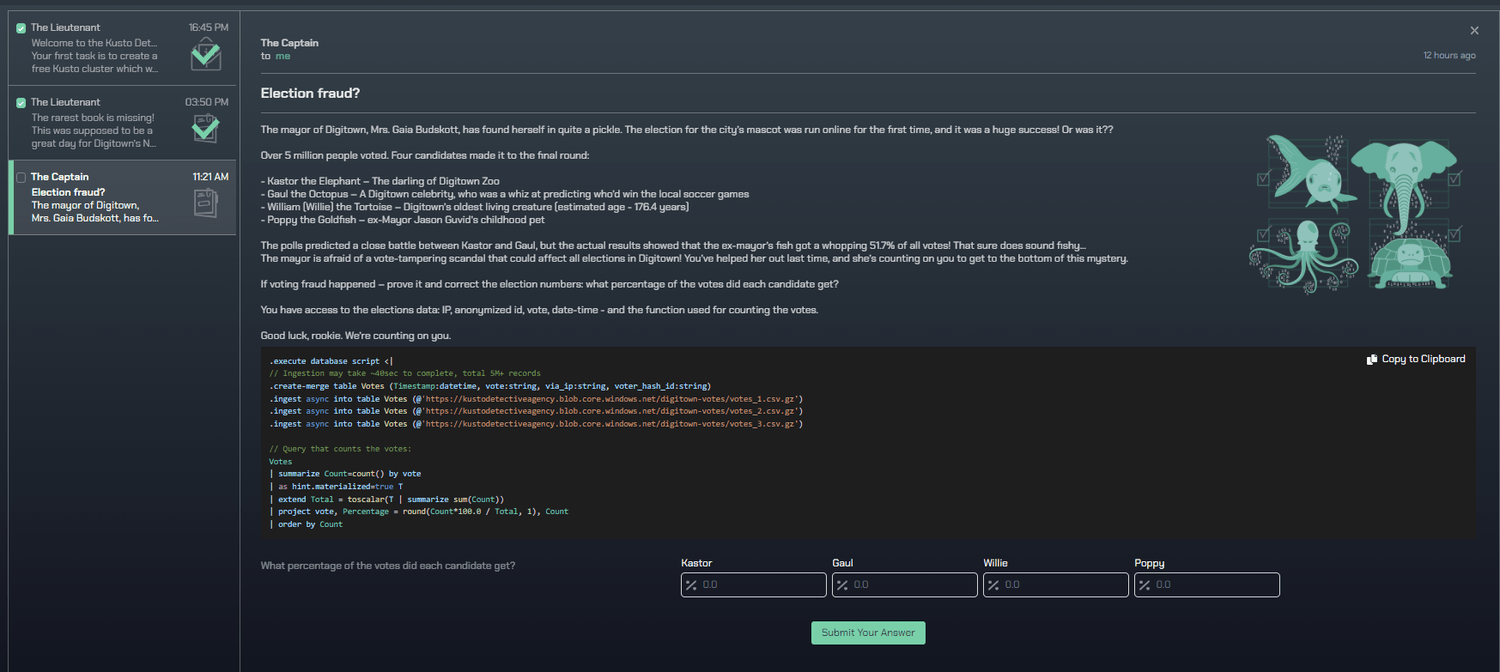 The Lieutenant 16:45 PM
Welcome to the Kusto Det...
Your first task is to create a
free Kusto cluster which w...
The Lieutenant 03:50 PM
The rarest book is missing!
This was supposed to be a
great day for Digitown's N...
The Captain 11:21 AM
Election fraud?
The mayor of Digitown,
Mrs. Gaia Budskott, has fo...
The Captain
to me
12 hours ago
Election fraud?
The mayor of Digitown, Mrs. Gaia Budskott, has found herself in quite a pickle. The election for the city's mascot was run online for the first time, and it was a huge success! Or was it??
Over 5 million people voted. Four candidates made it to the final round:
- Kastor the Elephant – The darling of Digitown Zoo
- Gaul the Octopus – A Digitown celebrity, who was a whiz at predicting who'd win the local soccer games
- William (Willie) the Tortoise – Digitown's oldest living creature (estimated age - 176.4 years)
- Poppy the Goldfish – ex-Mayor Jason Guvid's childhood pet
The polls predicted a close battle between Kastor and Gaul, but the actual results showed that the ex-mayor's fish got a whopping 51.7% of all votes! That sure does sound fishy...
The mayor is afraid of a vote-tampering scandal that could affect all elections in Digitown! You've helped her out last time, and she's counting on you to get to the bottom of this mystery.
If voting fraud happened – prove it and correct the election numbers: what percentage of the votes did each candidate get?
You have access to the elections data: IP, anonymized id, vote, date-time - and the function used for counting the votes.
Good luck, rookie. We're counting on you.
Copy to Clipboard
.execute database script <|
// Ingestion may take ~40sec to complete, total 5M+ records
.create-merge table Votes (Timestamp:datetime, vote:string, via_ip:string, voter_hash_id:string)
.ingest async into table Votes (@'https://kustodetectiveagency.blob.core.windows.net/digitown-votes/votes_1.csv.gz')
.ingest async into table Votes (@'https://kustodetectiveagency.blob.core.windows.net/digitown-votes/votes_2.csv.gz')
.ingest async into table Votes (@'https://kustodetectiveagency.blob.core.windows.net/digitown-votes/votes_3.csv.gz')
// Query that counts the votes:
Votes
| summarize Count=count() by vote
| as hint.materialized=true T
| extend Total = toscalar(T | summarize sum(Count))
| project vote, Percentage = round(Count*100.0 / Total, 1), Count
| order by Count
What percentage of the votes did each candidate get?
Kastor Gaul Willie Poppy
% 0.0 % 0.0 % 0.0 % 0.0
Submit Your Answer